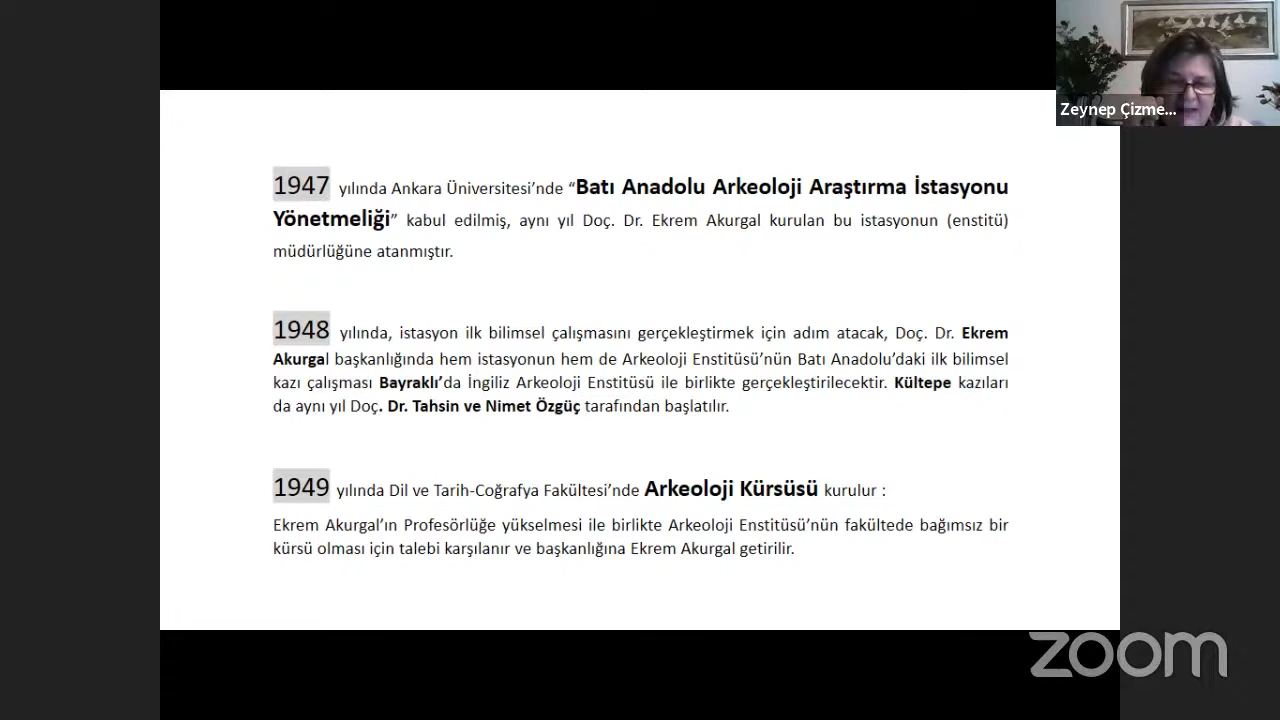 Zeynep Çizme...
1947 yılında Ankara Üniversitesi’nde “Batı Anadolu Arkeoloji Araştırma İstasyonu
Yönetmeliği” kabul edilmiş, aynı yıl Doç. Dr. Ekrem Akurgal kurulan bu istasyonun (enstitü)
müdürlüğüne atanmıştır.
1948 yılında, istasyon ilk bilimsel çalışmasını gerçekleştirmek için adım atacak, Doç. Dr. Ekrem
Akurgal başkanlığında hem istasyonun hem de Arkeoloji Enstitüsü’nün Batı Anadolu’daki ilk bilimsel
kazı çalışması Bayraklı’da İngiliz Arkeoloji Enstitüsü ile birlikte gerçekleştirilecektir. Kültepe kazıları
da aynı yıl Doç. Dr. Tahsin ve Nimet Özgüç tarafından başlatılır.
1949 yılında Dil ve Tarih-Coğrafya Fakültesi’nde Arkeoloji Kürsüsü kurulur :
Ekrem Akurgal’ın Profesörlüğe yükselmesi ile birlikte Arkeoloji Enstitüsü’nün fakültede bağımsız bir
kürsü olması için talebi karşılanır ve başkanlığına Ekrem Akurgal getirilir.
zoom